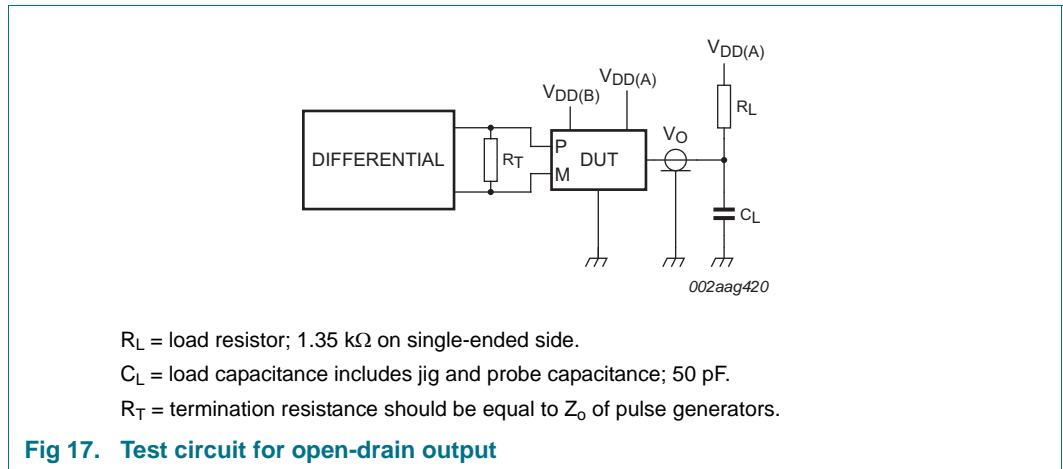 VDD(A)
VDD(A)
VDD(B)
RL
VO
DIFFERENTIAL
RT
P
DUT
M
CL
002aag420
RL = load resistor; 1.35 kΩ on single-ended side.
CL = load capacitance includes jig and probe capacitance; 50 pF.
RT = termination resistance should be equal to Zo of pulse generators.
Fig 17. Test circuit for open-drain output